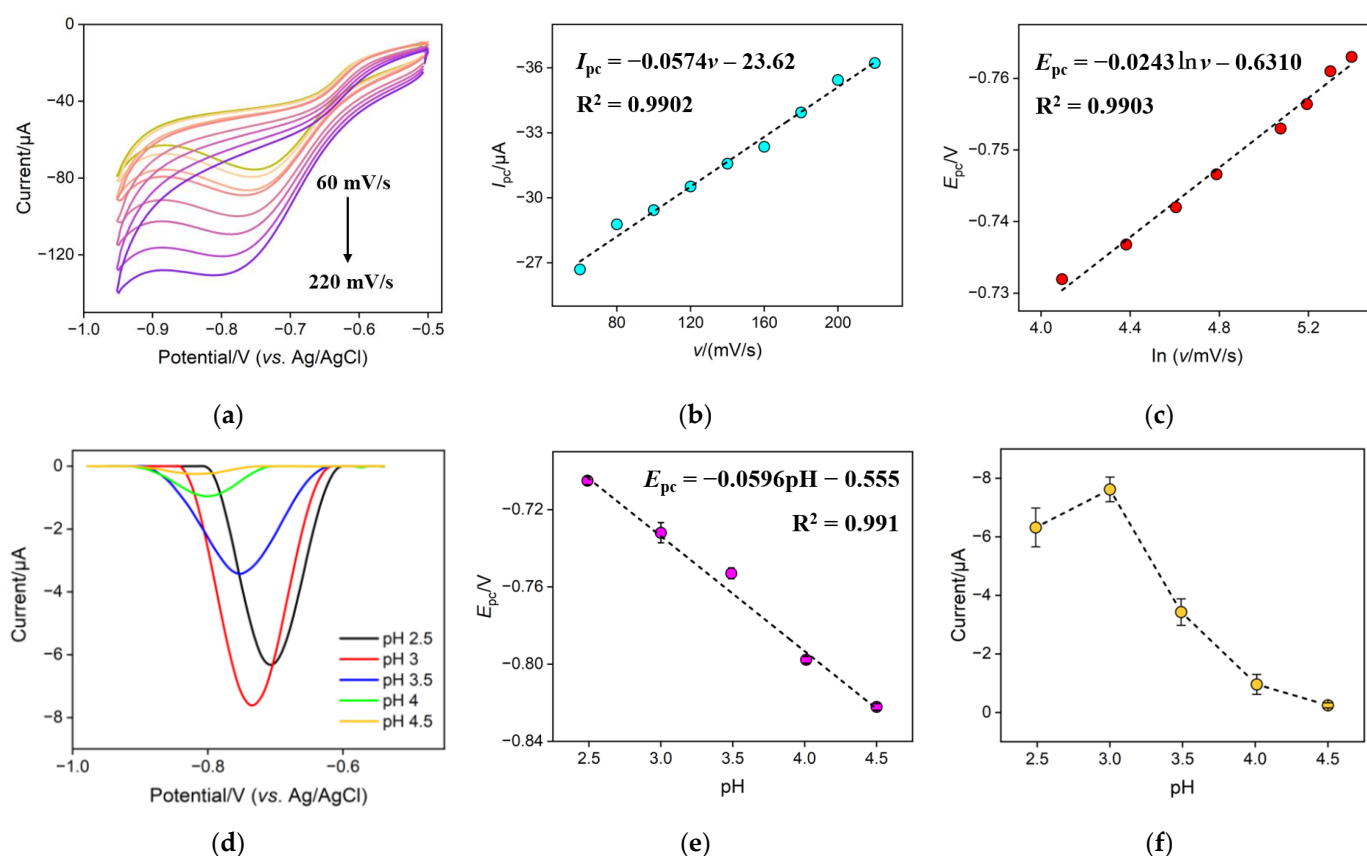 0
−40
−80
−120
Current/μA
60 mV/s
220 mV/s
−1.0 −0.9 −0.8 −0.7 −0.6 −0.5
Potential/V (vs. Ag/AgCl)
(a)
Ipc = −0.0574v − 23.62
R² = 0.9902
−36
−33
−30
−27
Ipc/μA
80 120 160 200
v/(mV/s)
(b)
Epc = −0.0243 ln v − 0.6310
R² = 0.9903
−0.76
−0.75
−0.74
−0.73
Epc/V
4.0 4.4 4.8 5.2
ln (v/mV/s)
(c)
0
−2
−4
−6
−8
Current/μA
pH 2.5
pH 3
pH 3.5
pH 4
pH 4.5
−1.0 −0.8 −0.6
Potential/V (vs. Ag/AgCl)
(d)
Epc = −0.0596pH − 0.555
R² = 0.991
−0.72
−0.76
−0.80
−0.84
Epc/V
2.5 3.0 3.5 4.0 4.5
pH
(e)
−8
−6
−4
−2
0
Current/μA
2.5 3.0 3.5 4.0 4.5
pH
(f)